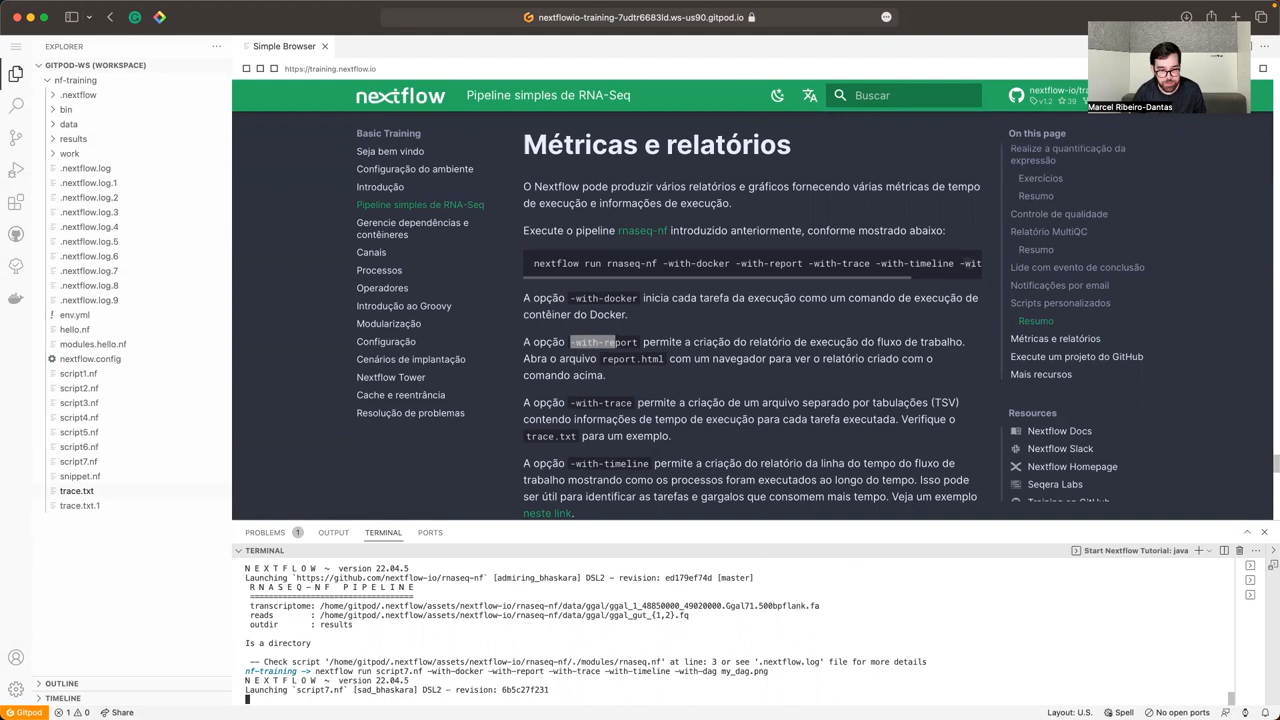 nextflowio-training-7udtr6683ld.ws-us90.gitpod.io
EXPLORER
GITPOD-WS (WORKSPACE)
nf-training
.nextflow
bin
data
results
work
.nextflow.log
.nextflow.log.1
.nextflow.log.2
.nextflow.log.3
.nextflow.log.4
.nextflow.log.5
.nextflow.log.6
.nextflow.log.7
.nextflow.log.8
.nextflow.log.9
env.yml
hello.nf
modules.hello.nf
nextflow.config
script1.nf
script2.nf
script3.nf
script4.nf
script5.nf
script6.nf
script7.nf
snippet.nf
trace.txt
trace.txt.1
OUTLINE
TIMELINE
Simple Browser
https://training.nextflow.io
nextflow
Pipeline simples de RNA-Seq
Buscar
nextflow-io/tra
v1.2 39
Marcel Ribeiro-Dantas
Basic Training
Seja bem vindo
Configuração do ambiente
Introdução
Pipeline simples de RNA-Seq
Gerencie dependências e
contêineres
Canais
Processos
Operadores
Introdução ao Groovy
Modularização
Configuração
Cenários de implantação
Nextflow Tower
Cache e reentrância
Resolução de problemas
Métricas e relatórios
O Nextflow pode produzir vários relatórios e gráficos fornecendo várias métricas de tempo
de execução e informações de execução.
Execute o pipeline rnaseq-nf introduzido anteriormente, conforme mostrado abaixo:
nextflow run rnaseq-nf -with-docker -with-report -with-trace -with-timeline -wit
A opção -with-docker inicia cada tarefa da execução como um comando de execução de
contêiner do Docker.
A opção -with-report permite a criação do relatório de execução do fluxo de trabalho.
Abra o arquivo report.html com um navegador para ver o relatório criado com o
comando acima.
A opção -with-trace permite a criação de um arquivo separado por tabulações (TSV)
contendo informações de tempo de execução para cada tarefa executada. Verifique o
trace.txt para um exemplo.
A opção -with-timeline permite a criação do relatório da linha do tempo do fluxo de
trabalho mostrando como os processos foram executados ao longo do tempo. Isso pode
ser útil para identificar as tarefas e gargalos que consomem mais tempo. Veja um exemplo
neste link.
On this page
Realize a quantificação da
expressão
Exercícios
Resumo
Controle de qualidade
Relatório MultiQC
Resumo
Lide com evento de conclusão
Notificações por email
Scripts personalizados
Resumo
Métricas e relatórios
Execute um projeto do GitHub
Mais recursos
Resources
Nextflow Docs
Nextflow Slack
Nextflow Homepage
Seqera Labs
Training on GitHub
PROBLEMS 1 OUTPUT TERMINAL PORTS
TERMINAL
Start Nextflow Tutorial: java
N E X T F L O W ~ version 22.04.5
Launching `https://github.com/nextflow-io/rnaseq-nf` [admiring_bhaskara] DSL2 - revision: ed179ef74d [master]
R N A S E Q - N F P I P E L I N E
===================================
transcriptome: /home/gitpod/.nextflow/assets/nextflow-io/rnaseq-nf/data/ggal/ggal_1_48850000_49020000.Ggal71.500bpflank.fa
reads : /home/gitpod/.nextflow/assets/nextflow-io/rnaseq-nf/data/ggal/ggal_gut_{1,2}.fq
outdir : results
Is a directory
-- Check script '/home/gitpod/.nextflow/assets/nextflow-io/rnaseq-nf/./modules/rnaseq.nf' at line: 3 or see '.nextflow.log' file for more details
nf-training -> nextflow run script7.nf -with-docker -with-report -with-trace -with-timeline -with-dag my_dag.png
N E X T F L O W ~ version 22.04.5
Launching `script7.nf` [sad_bhaskara] DSL2 - revision: 6b5c27f231
Gitpod
1 0
Share
Layout: U.S.
Spell
No open ports